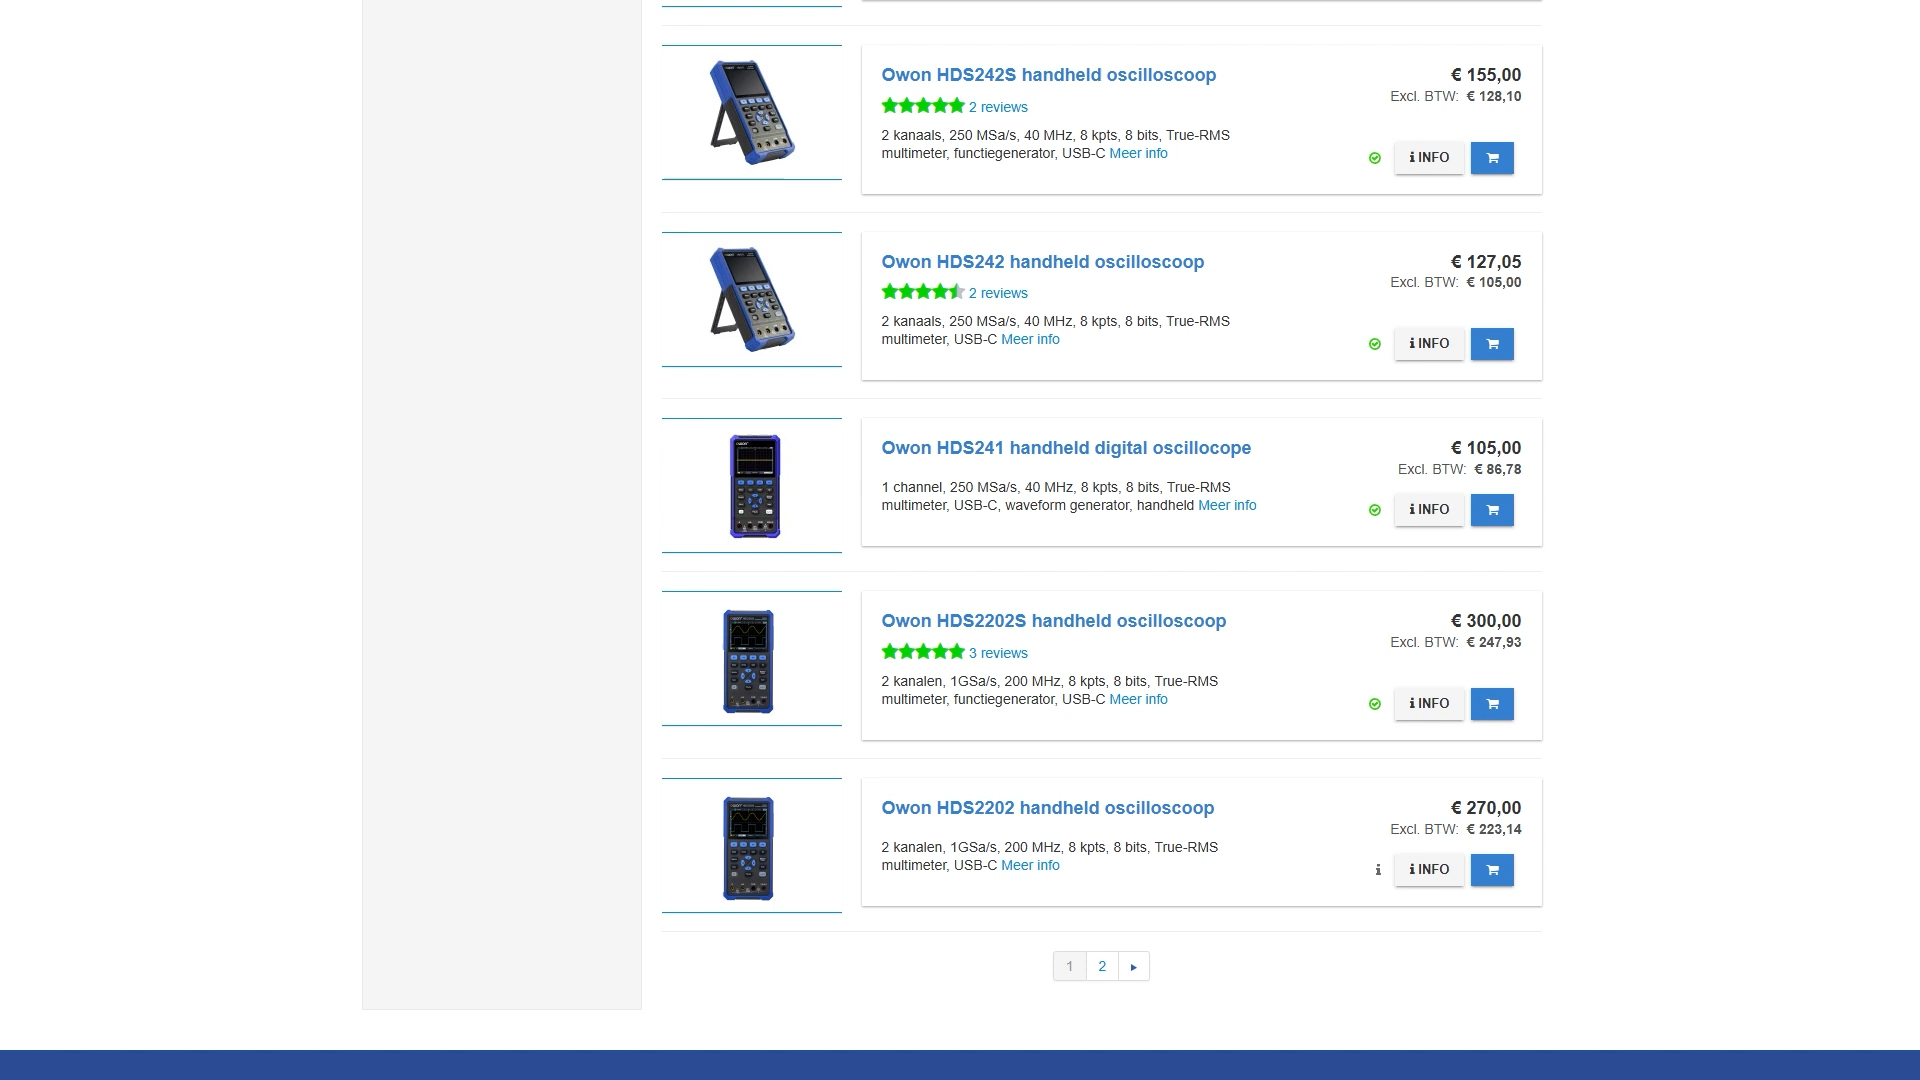 Owon HDS242S handheld oscilloscoop
€ 155,00
Excl. BTW: € 128,10
2 reviews
2 kanaals, 250 MSa/s, 40 MHz, 8 kpts, 8 bits, True-RMS
multimeter, functiegenerator, USB-C Meer info
INFO
Owon HDS242 handheld oscilloscoop
€ 127,05
Excl. BTW: € 105,00
2 reviews
2 kanaals, 250 MSa/s, 40 MHz, 8 kpts, 8 bits, True-RMS
multimeter, USB-C Meer info
INFO
Owon HDS241 handheld digital oscillocope
€ 105,00
Excl. BTW: € 86,78
1 channel, 250 MSa/s, 40 MHz, 8 kpts, 8 bits, True-RMS
multimeter, USB-C, waveform generator, handheld Meer info
INFO
Owon HDS2202S handheld oscilloscoop
€ 300,00
Excl. BTW: € 247,93
3 reviews
2 kanalen, 1GSa/s, 200 MHz, 8 kpts, 8 bits, True-RMS
multimeter, functiegenerator, USB-C Meer info
INFO
Owon HDS2202 handheld oscilloscoop
€ 270,00
Excl. BTW: € 223,14
2 kanalen, 1GSa/s, 200 MHz, 8 kpts, 8 bits, True-RMS
multimeter, USB-C Meer info
INFO
1 2